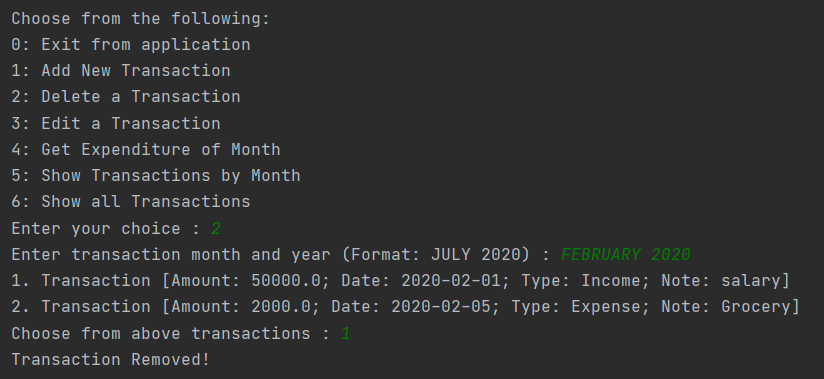 Choose from the following:
0: Exit from application
1: Add New Transaction
2: Delete a Transaction
3: Edit a Transaction
4: Get Expenditure of Month
5: Show Transactions by Month
6: Show all Transactions
Enter your choice : 2
Enter transaction month and year (Format: JULY 2020) : FEBRUARY 2020
1. Transaction [Amount: 50000.0; Date: 2020-02-01; Type: Income; Note: salary]
2. Transaction [Amount: 2000.0; Date: 2020-02-05; Type: Expense; Note: Grocery]
Choose from above transactions : 1
Transaction Removed!